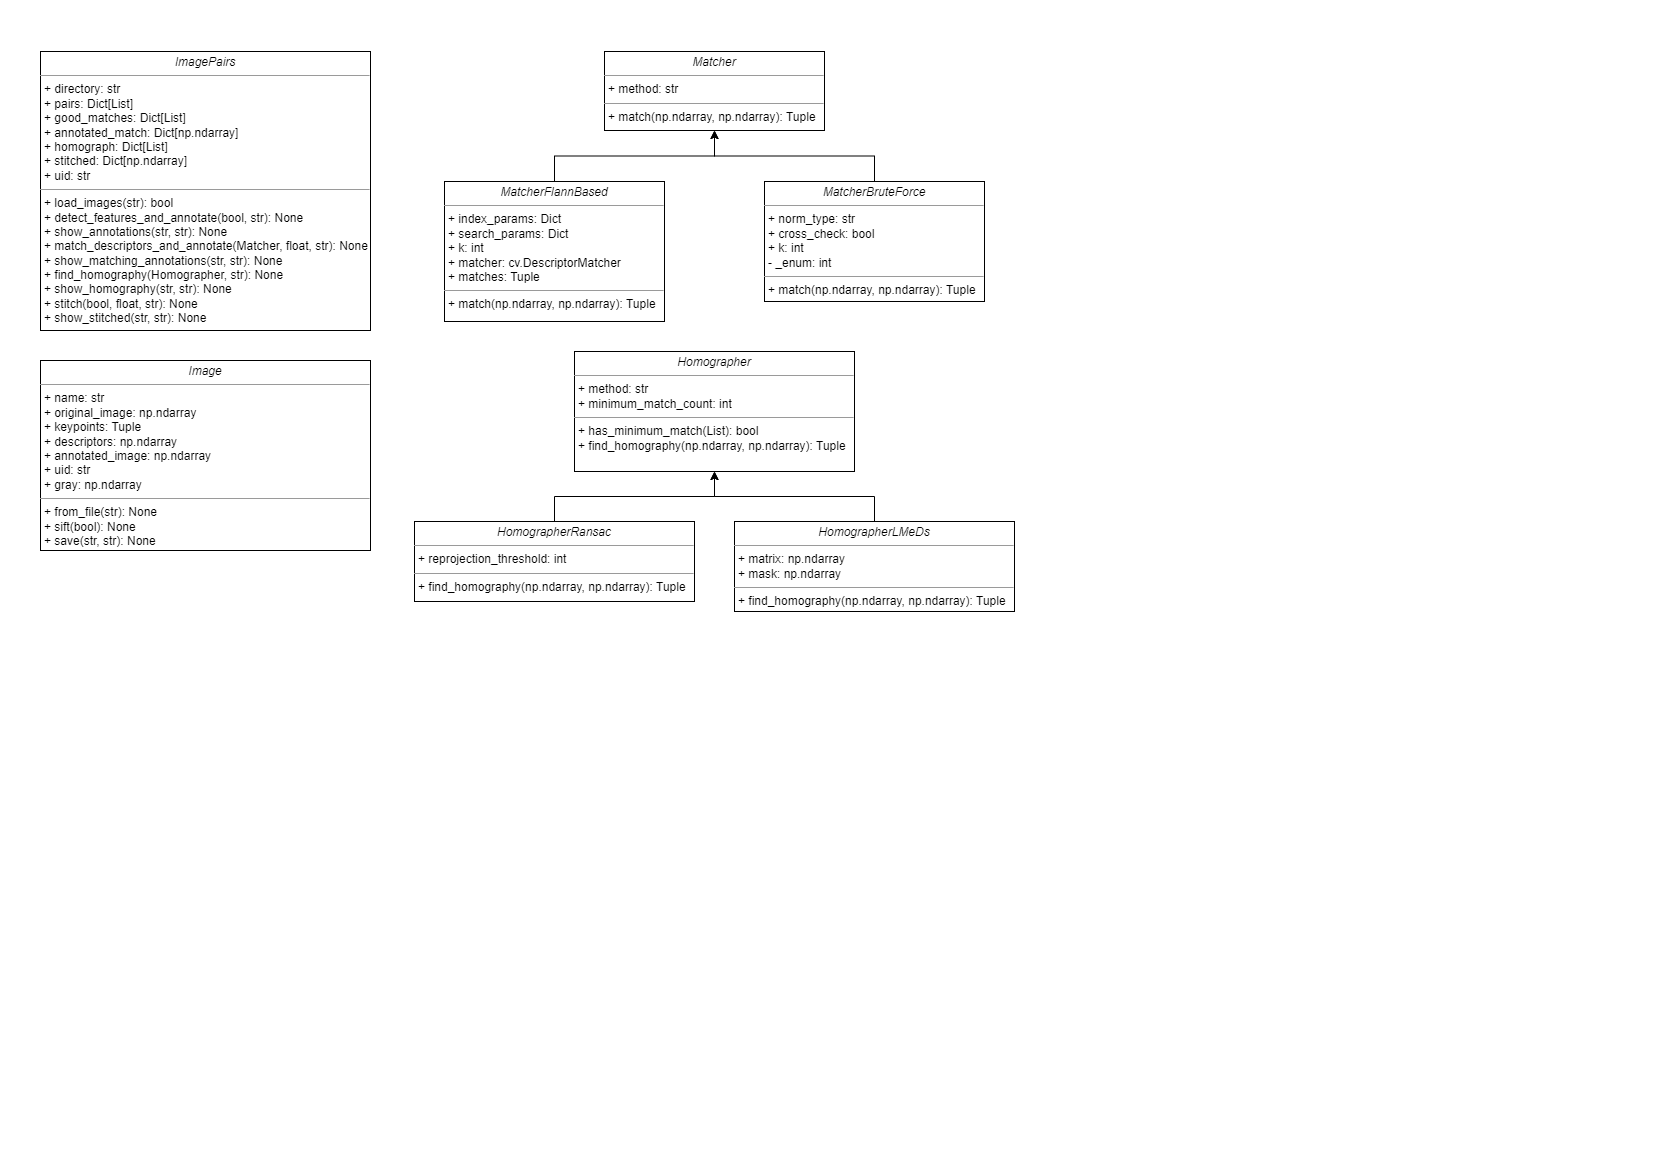 ImagePairs
+ directory: str
+ pairs: Dict[List]
+ good_matches: Dict[List]
+ annotated_match: Dict[np.ndarray]
+ homograph: Dict[List]
+ stitched: Dict[np.ndarray]
+ uid: str
+ load_images(str): bool
+ detect_features_and_annotate(bool, str): None
+ show_annotations(str, str): None
+ match_descriptors_and_annotate(Matcher, float, str): None
+ show_matching_annotations(str, str): None
+ find_homography(Homographer, str): None
+ show_homography(str, str): None
+ stitch(bool, float, str): None
+ show_stitched(str, str): None
Image
+ name: str
+ original_image: np.ndarray
+ keypoints: Tuple
+ descriptors: np.ndarray
+ annotated_image: np.ndarray
+ uid: str
+ gray: np.ndarray
+ from_file(str): None
+ sift(bool): None
+ save(str, str): None
Matcher
+ method: str
+ match(np.ndarray, np.ndarray): Tuple
MatcherFlannBased
+ index_params: Dict
+ search_params: Dict
+ k: int
+ matcher: cv.DescriptorMatcher
+ matches: Tuple
+ match(np.ndarray, np.ndarray): Tuple
MatcherBruteForce
+ norm_type: str
+ cross_check: bool
+ k: int
- _enum: int
+ match(np.ndarray, np.ndarray): Tuple
Homographer
+ method: str
+ minimum_match_count: int
+ has_minimum_match(List): bool
+ find_homography(np.ndarray, np.ndarray): Tuple
HomographerRansac
+ reprojection_threshold: int
+ find_homography(np.ndarray, np.ndarray): Tuple
HomographerLMeDs
+ matrix: np.ndarray
+ mask: np.ndarray
+ find_homography(np.ndarray, np.ndarray): Tuple